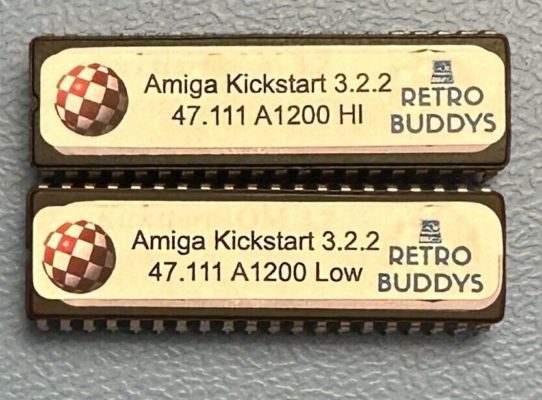 Amiga Kickstart 3.2.2
47.111 A1200 HI
RETRO
BUDDYS
Amiga Kickstart 3.2.2
47.111 A1200 Low
RETRO
BUDDYS